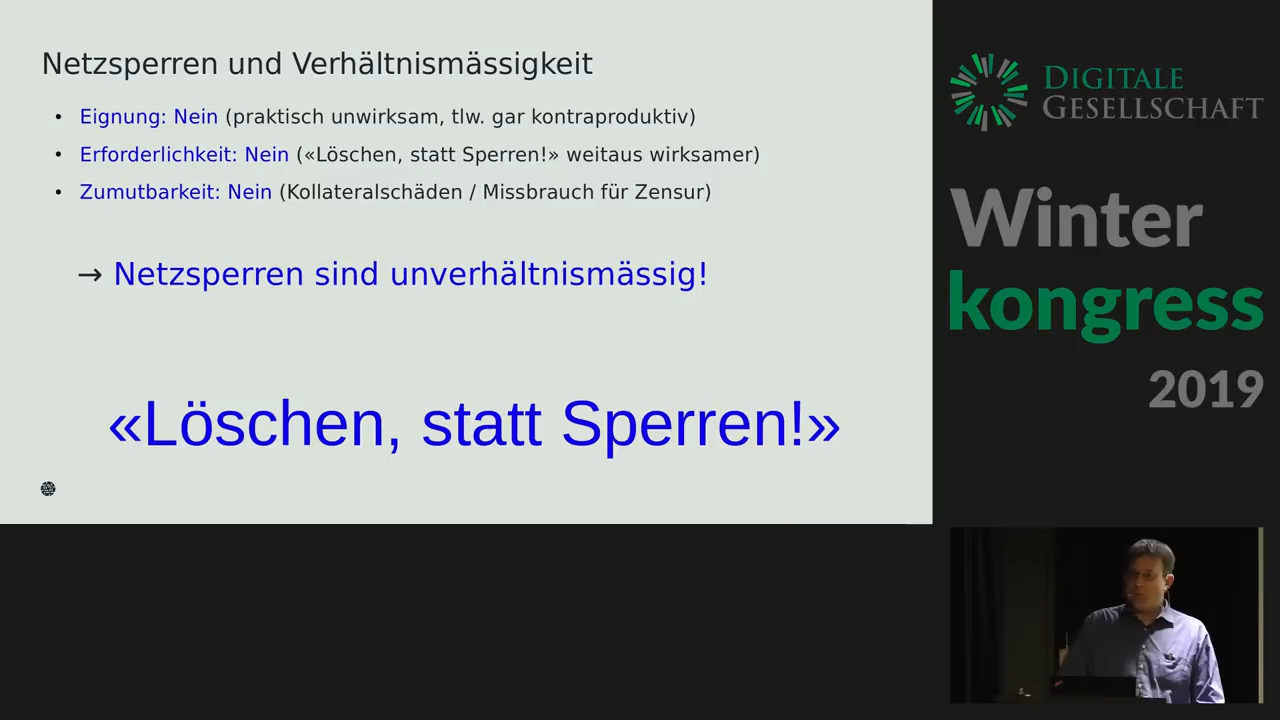 Netzsperren und Verhältnismässigkeit
• Eignung: Nein (praktisch unwirksam, tlw. gar kontraproduktiv)
• Erforderlichkeit: Nein («Löschen, statt Sperren!» weitaus wirksamer)
• Zumutbarkeit: Nein (Kollateralschäden / Missbrauch für Zensur)
→ Netzsperren sind unverhältnismässig!
«Löschen, statt Sperren!»
DIGITALE
GESELLSCHAFT
Winter
kongress
2019